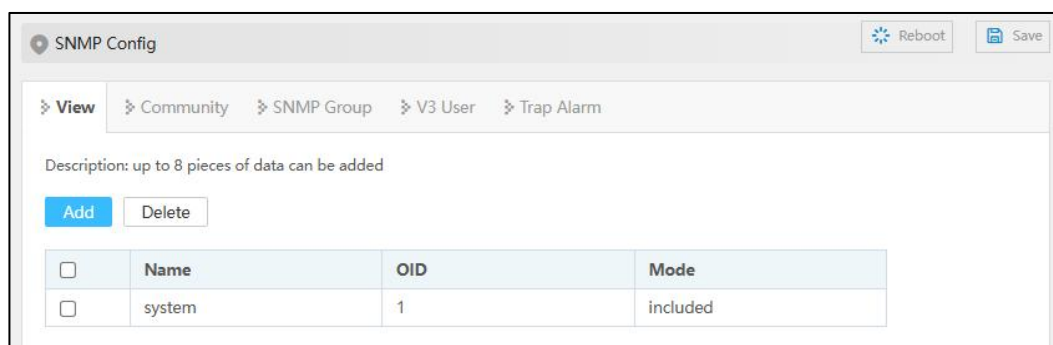 SNMP Config
Reboot
Save
View Community SNMP Group V3 User Trap Alarm
Description: up to 8 pieces of data can be added
Add Delete
Name OID Mode
system 1 included